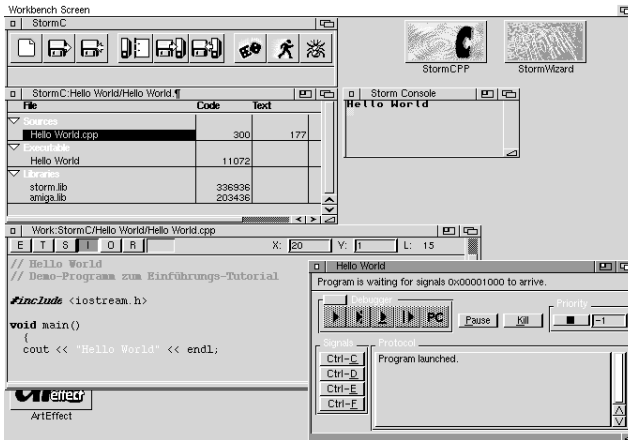 Workbench Screen
StormC
StormCPP
StormWizard
StormC:Hello World/Hello World.¶
File Code Text
Sources
Hello World.cpp 300 177
Executable
Hello World 11072
Libraries
storm.lib 336936
amiga.lib 203436
Storm Console
Hello World
Work:StormC/Hello World/Hello World.cpp
E T S I O R X: 20 Y: 1 L: 15
// Hello World
// Demo-Programm zum Einführungs-Tutorial
#include <iostream.h>
void main()
{
cout << "Hello World" << endl;
Hello World
Program is waiting for signals 0x00001000 to arrive.
Debugger
PC
Pause
Kill
Priority
-1
Signals
Ctrl-C
Ctrl-D
Ctrl-E
Ctrl-F
Protocol
Program launched.
effect
ArtEffect